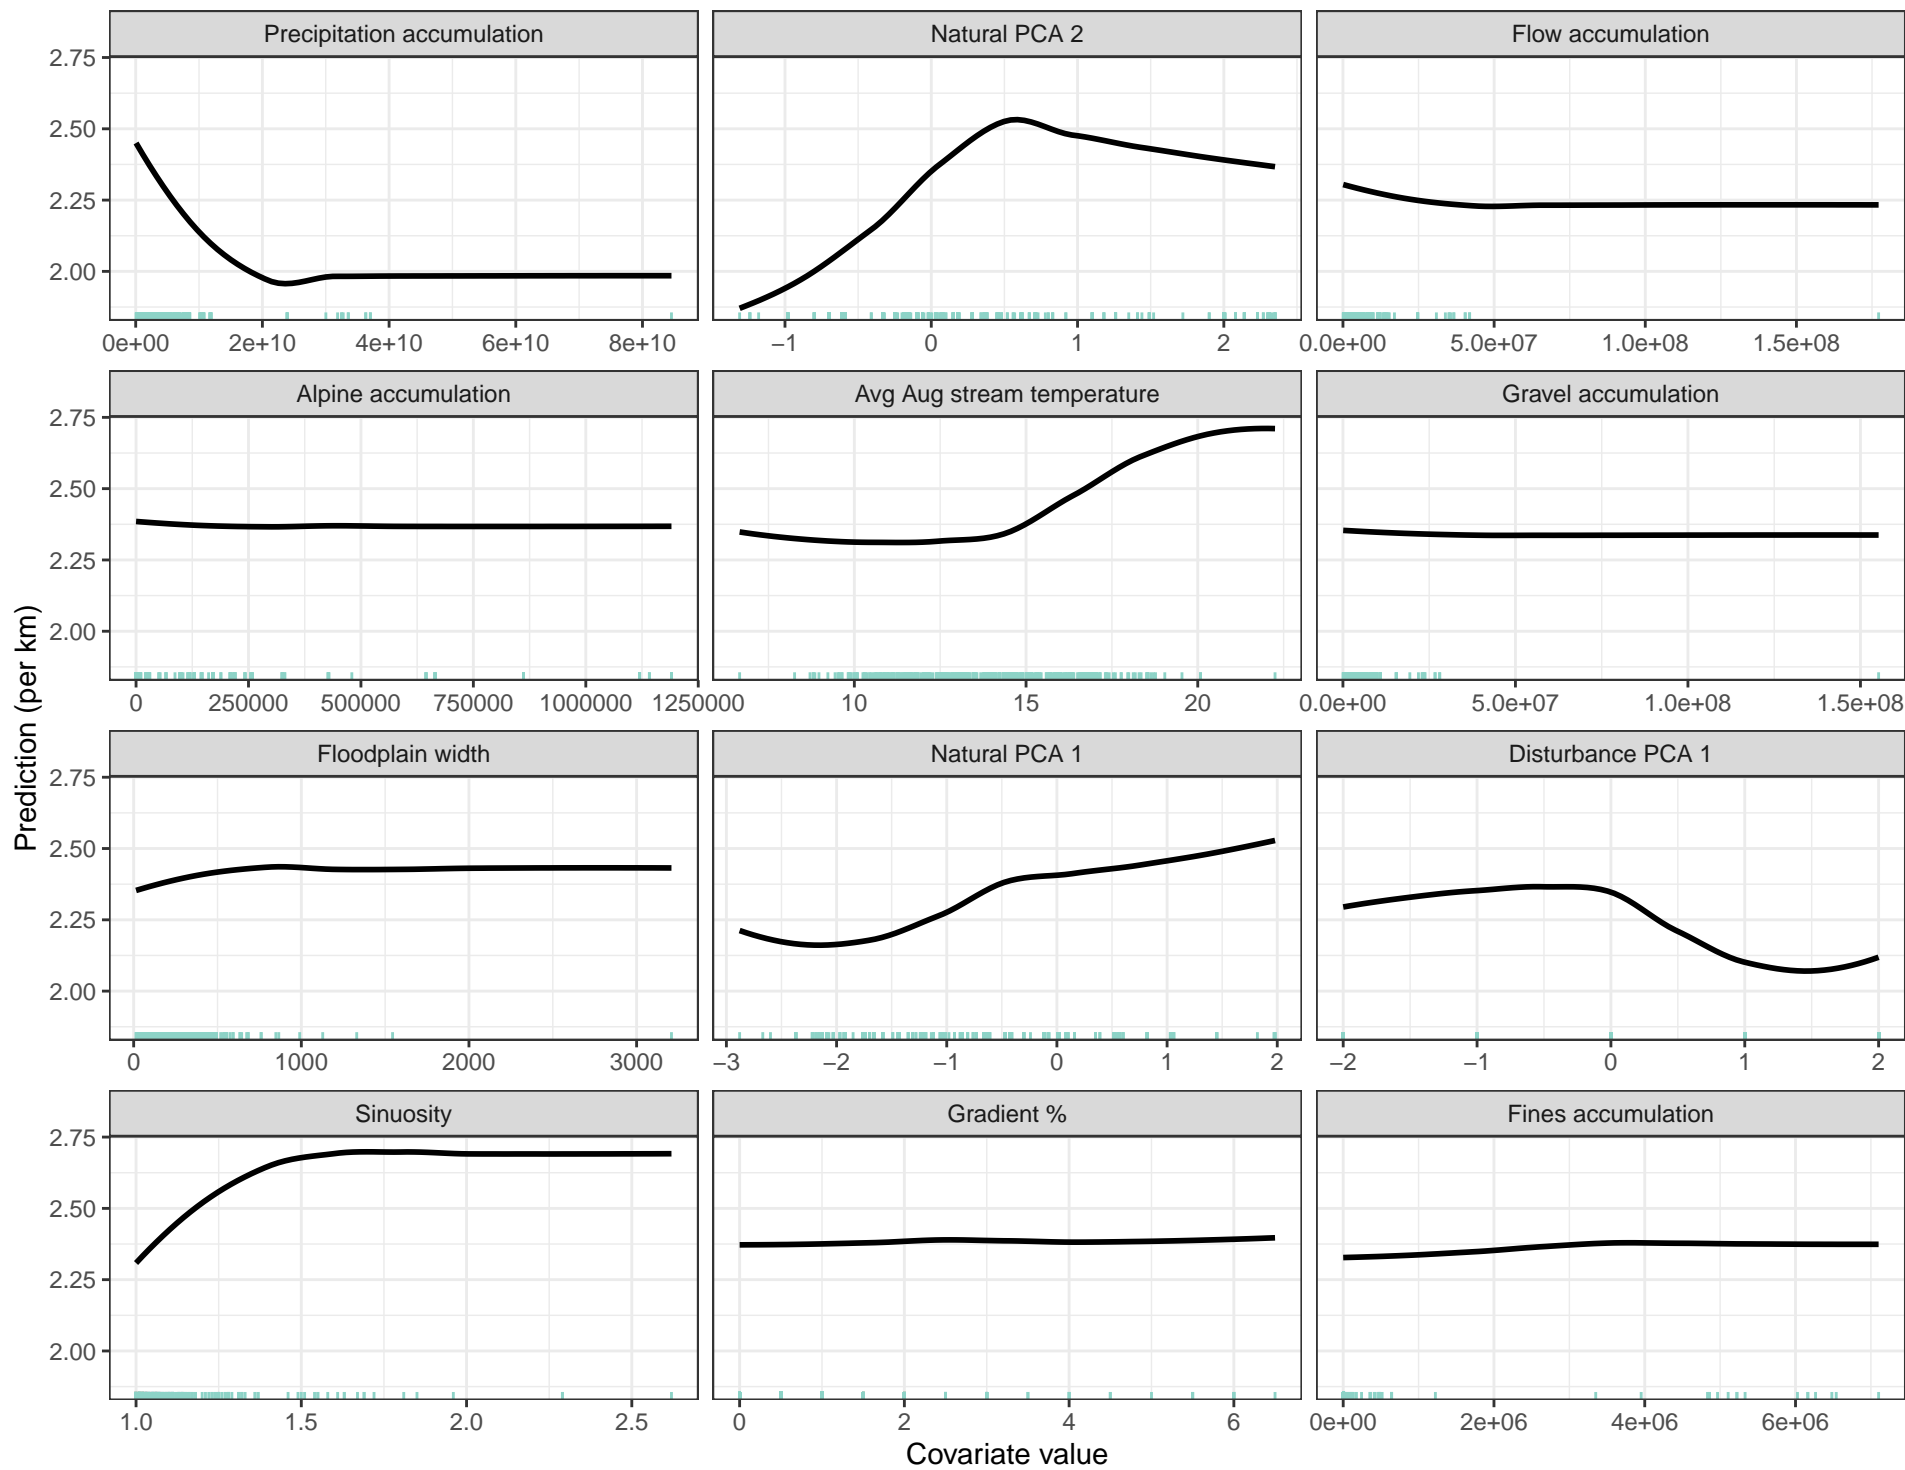 Precipitation accumulation Natural PCA 2 Flow accumulation
2.75
2.50
2.25
2.00
0e+00 2e+10 4e+10 6e+10 8e+10 −1 0 1 2 0.0e+00 5.0e+07 1.0e+08 1.5e+08
Alpine accumulation Avg Aug stream temperature Gravel accumulation
2.75
2.50
2.25
2.00
0 250000 500000 750000 1000000 1250000 10 15 20 0.0e+00 5.0e+07 1.0e+08 1.5e+08
Prediction (per km)
Floodplain width Natural PCA 1 Disturbance PCA 1
2.75
2.50
2.25
2.00
0 1000 2000 3000 −3 −2 −1 0 1 2 −2 −1 0 1 2
Sinuosity Gradient % Fines accumulation
2.75
2.50
2.25
2.00
1.0 1.5 2.0 2.5 0 2 4 6 0e+00 2e+06 4e+06 6e+06
Covariate value